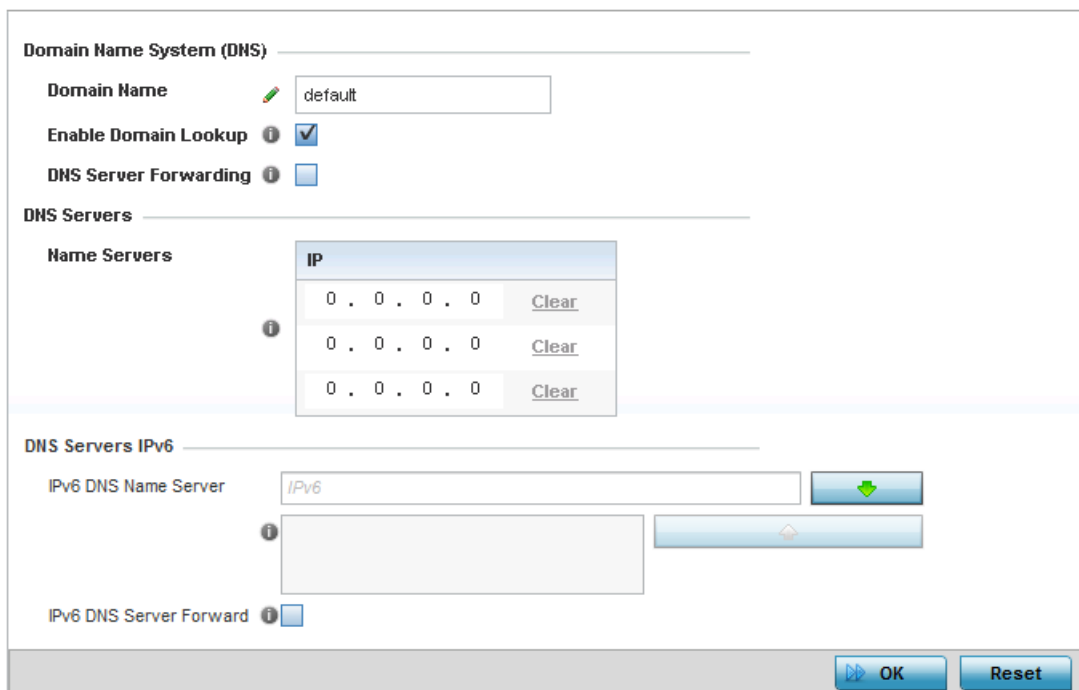 Domain Name System (DNS)
Domain Name default
Enable Domain Lookup
DNS Server Forwarding
DNS Servers
Name Servers
IP
0 . 0 . 0 . 0 Clear
0 . 0 . 0 . 0 Clear
0 . 0 . 0 . 0 Clear
DNS Servers IPv6
IPv6 DNS Name Server IPv6
IPv6 DNS Server Forward
OK Reset